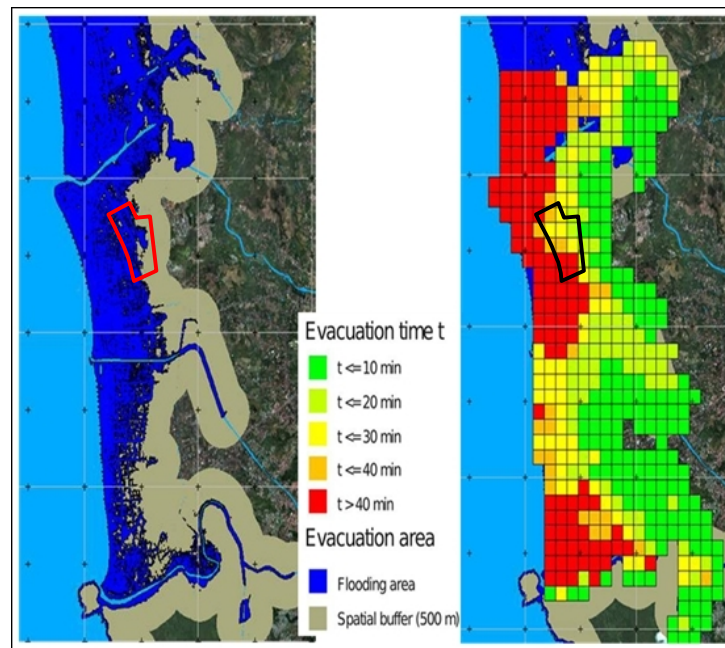 Evacuation time t
t <= 10 min
t <= 20 min
t <= 30 min
t <= 40 min
t > 40 min
Evacuation area
Flooding area
Spatial buffer (500 m)